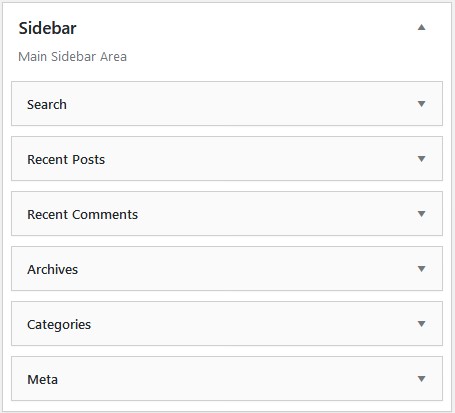 Sidebar
Main Sidebar Area
Search
Recent Posts
Recent Comments
Archives
Categories
Meta